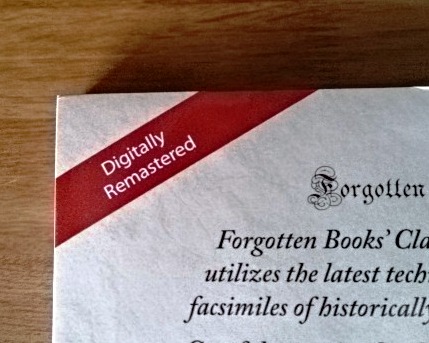 Digitally
Remastered
Forgotten
Forgotten Books' Cla
utilizes the latest tech
facsimiles of historically